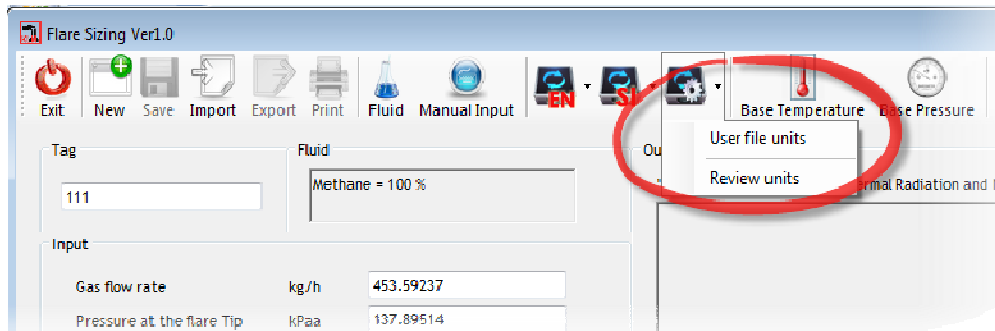 Flare Sizing Ver1.0
Exit New Save Import Export Print Fluid Manual Input EN SI Base Temperature Base Pressure
User file units
Review units
Tag
111
Fluid
Methane = 100 %
Ou
rmal Radiation and
Input
Gas flow rate kg/h 453.59237
Pressure at the flare Tip kPaa 137.89514